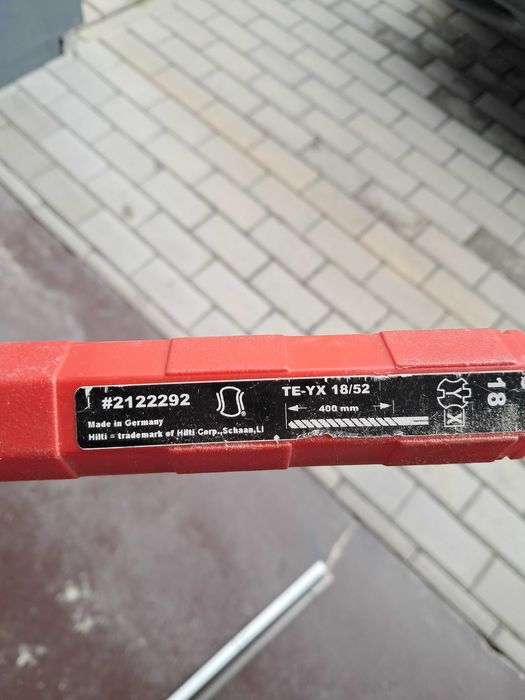 #2122292
Made in Germany
Hilti = trademark of Hilti Corp.,Schaan,LI
TE-YX 18/52
400 mm
Y
X
18